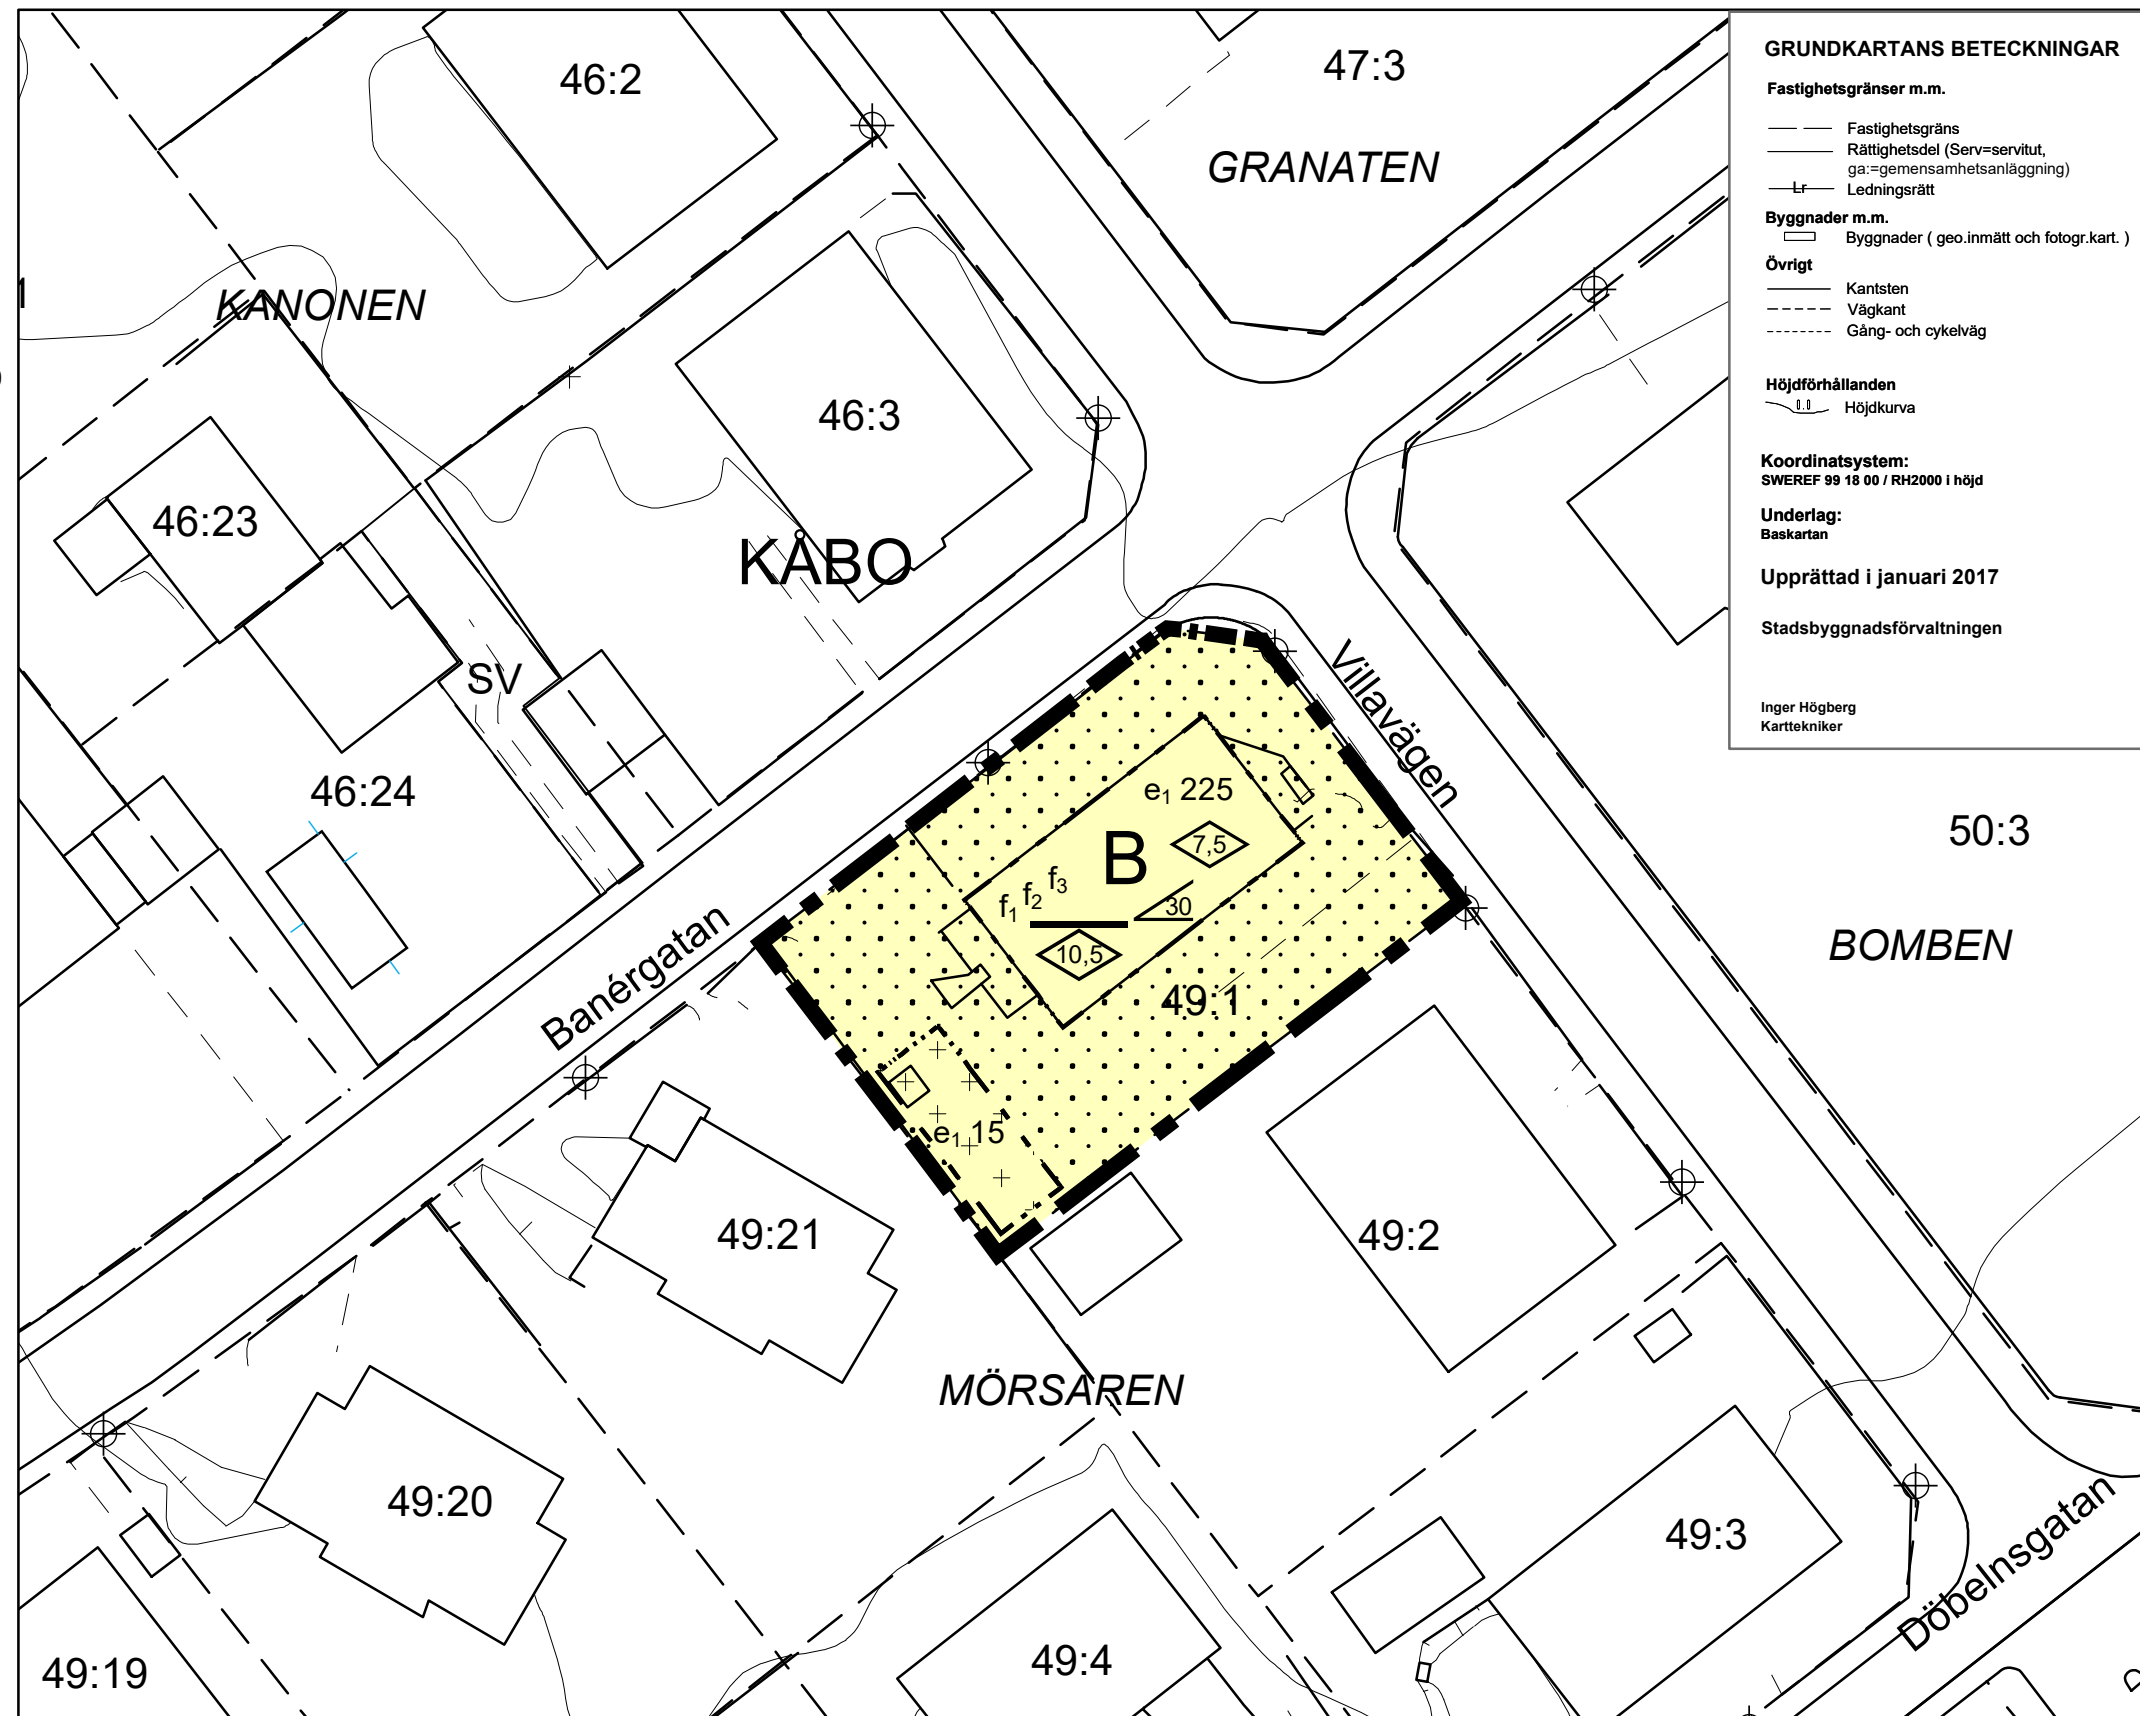 46:2
47:3
GRANATEN
KANONEN
46:3
46:23
KÅBO
SV
46:24
Villavägen
e1 225
B
7,5
f1 f2 f3
30
10,5
49:1
Banérgatan
e1 15
50:3
BOMBEN
49:21
49:2
MÖRSAREN
49:20
49:3
Döbelnsgatan
49:19
49:4
GRUNDKARTANS BETECKNINGAR
Fastighetsgränser m.m.
Fastighetsgräns
Rättighetsdel (Serv=servitut,
ga:=gemensamhetsanläggning)
Lr Ledningsrätt
Byggnader m.m.
Byggnader ( geo.inmätt och fotogr.kart. )
Övrigt
Kantsten
Vägkant
Gång- och cykelväg
Höjdförhållanden
Höjdkurva
Koordinatsystem:
SWEREF 99 18 00 / RH2000 i höjd
Underlag:
Baskartan
Upprättad i januari 2017
Stadsbyggnadsförvaltningen
Inger Högberg
Karttekniker